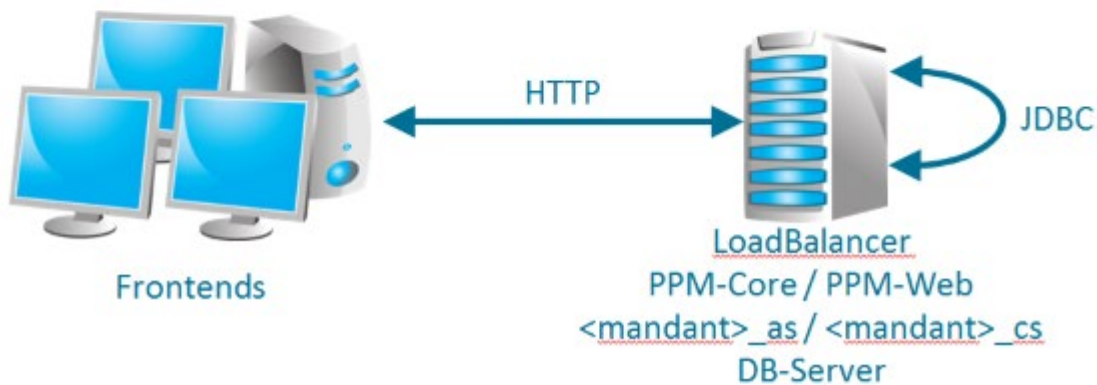 HTTP
JDBC
Frontends
LoadBalancer
PPM-Core / PPM-Web
<mandant>_as / <mandant>_cs
DB-Server